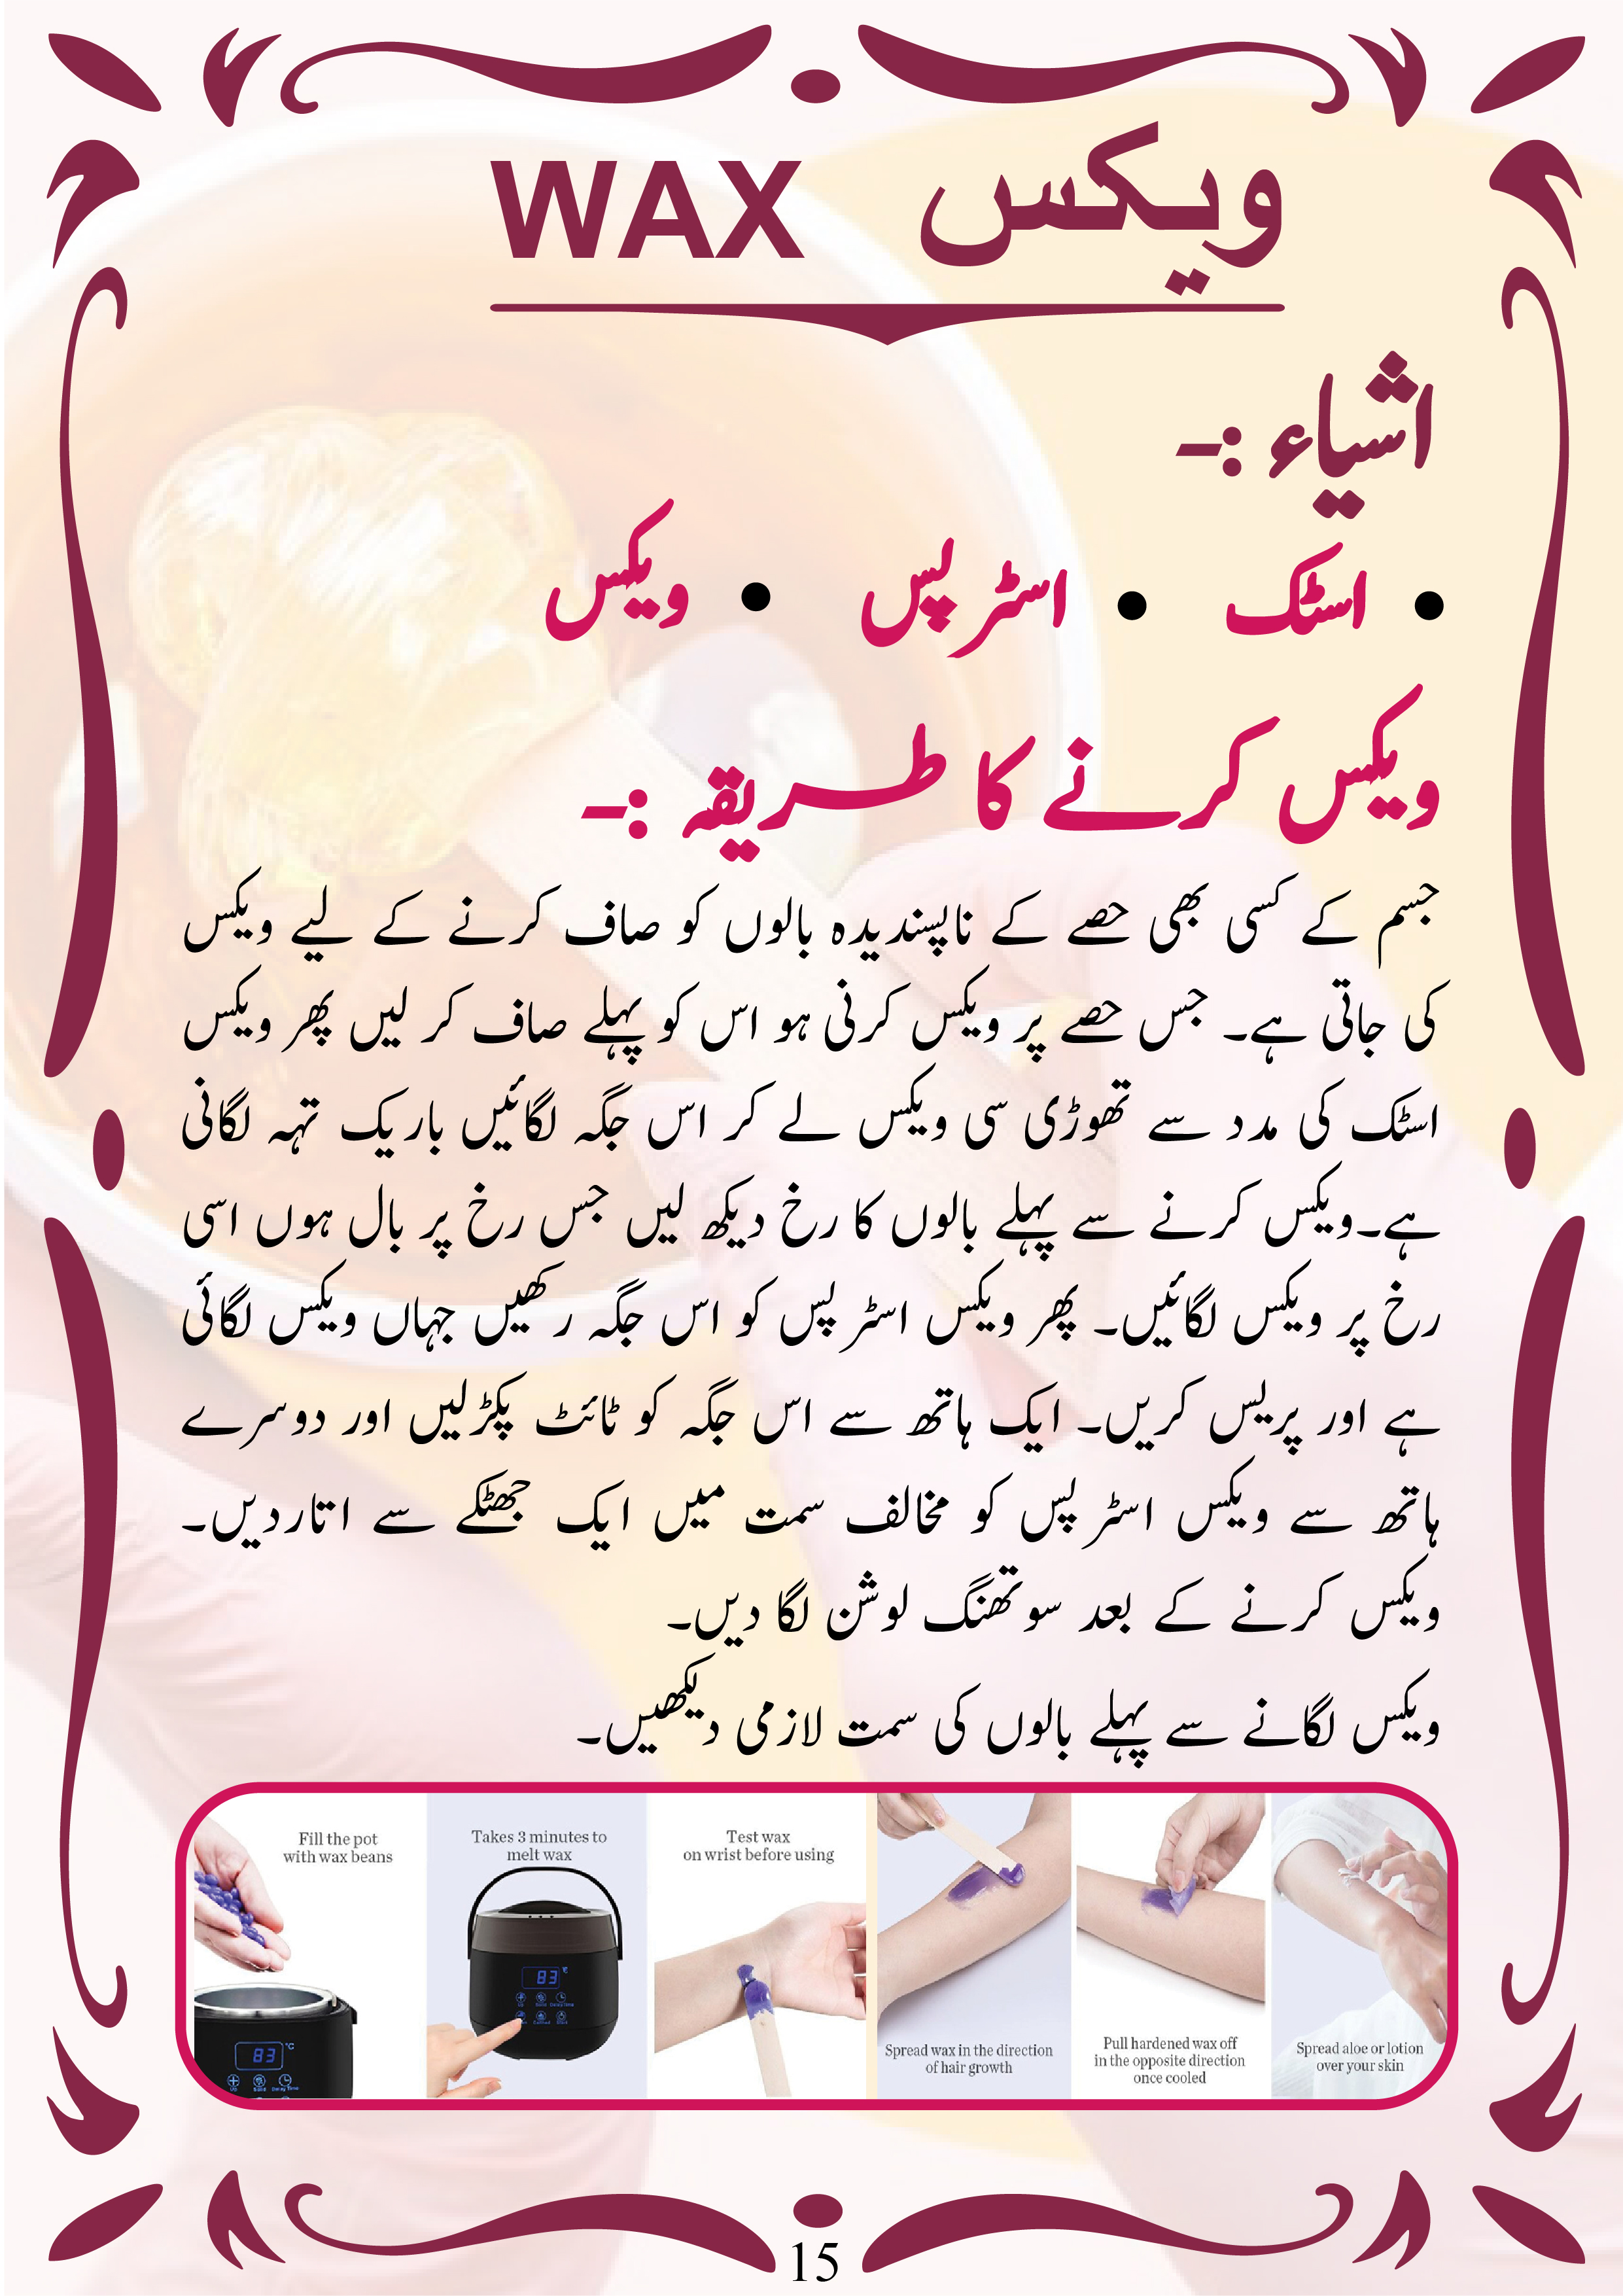 ویکس WAX
اشیاء :-
• اسٹک • اسٹرپس • ویکس
ویکس کرنے کا طریقہ :-
جسم کے کسی بھی حصے کے ناپسندیدہ بالوں کو صاف کرنے کے لیے ویکس
کی جاتی ہے۔ جس حصے پر ویکس کرنی ہو اس کو پہلے صاف کر لیں پھر ویکس
اسٹک کی مدد سے تھوڑی سی ویکس لے کر اس جگہ لگائیں باریک تہہ لگانی
ہے۔ویکس کرنے سے پہلے بالوں کا رخ دیکھ لیں جس رخ پر بال ہوں اسی
رخ پر ویکس لگائیں۔ پھر ویکس اسٹرپس کو اس جگہ رکھیں جہاں ویکس لگائی
ہے اور پریس کریں۔ ایک ہاتھ سے اس جگہ کو ٹائٹ پکڑلیں اور دوسرے
ہاتھ سے ویکس اسٹرپس کو مخالف سمت میں ایک جھٹکے سے اتاردیں۔
ویکس کرنے کے بعد سوتھنگ لوشن لگا دیں۔
ویکس لگانے سے پہلے بالوں کی سمت لازمی دیکھیں۔
Fill the pot
with wax beans
Takes 3 minutes to
melt wax
Test wax
on wrist before using
Spread wax in the direction
of hair growth
Pull hardened wax off
in the opposite direction
once cooled
Spread aloe or lotion
over your skin
83 °C
83 °C
15